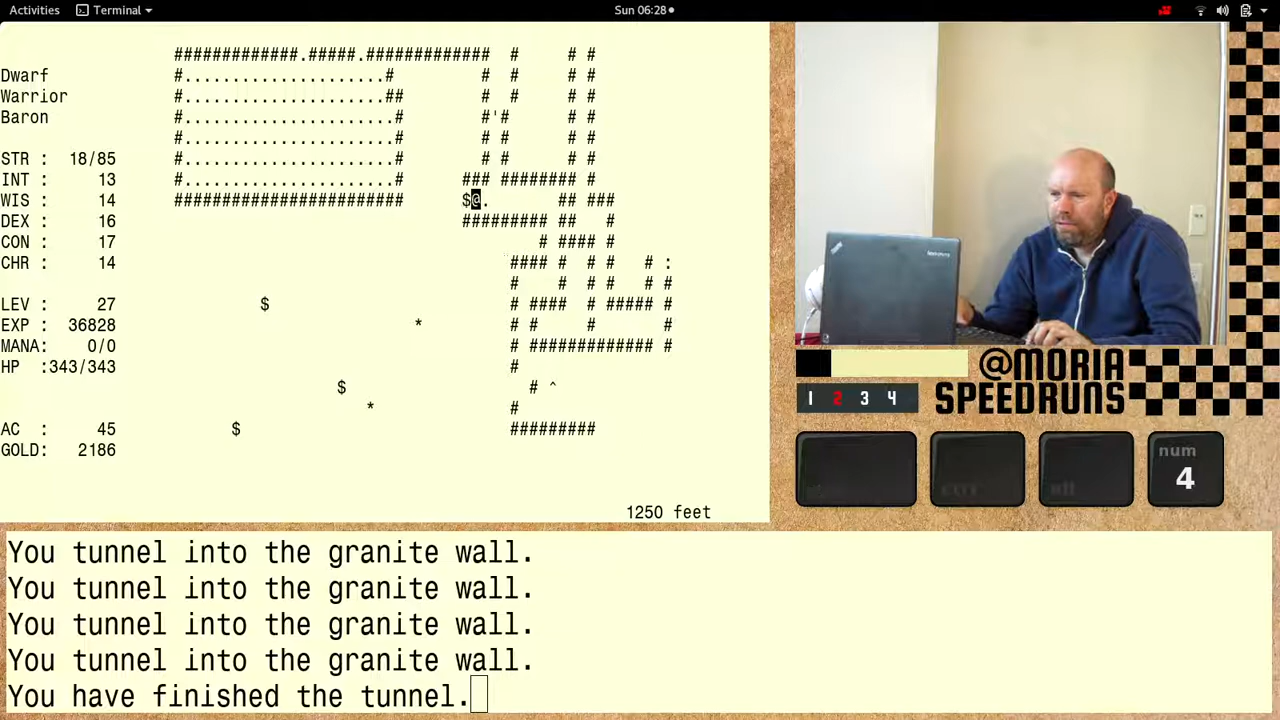 Activities Terminal Sun 06:28
#############.#####.############# # # #
Dwarf #.....................# # # # #
Warrior #.....................## # # # #
Baron #......................# #'# # #
#......................# # # # #
STR : 18/85 #......................# # # # #
INT : 13 #......................# ### ######## #
WIS : 14 ######################## $@. ## ###
DEX : 16 ######### ## #
CON : 17 # #### #
CHR : 14 #### # # # # :
# # # # # #
LEV : 27 $ # #### # ##### #
EXP : 36828 * # # # #
MANA: 0/0 # ############# #
HP :343/343 #
$ # ^
* #
AC : 45 $ #########
GOLD: 2186
1250 feet
@MORIA
SPEEDRUNS
1 2 3 4
num
4
You tunnel into the granite wall.
You tunnel into the granite wall.
You tunnel into the granite wall.
You tunnel into the granite wall.
You have finished the tunnel.